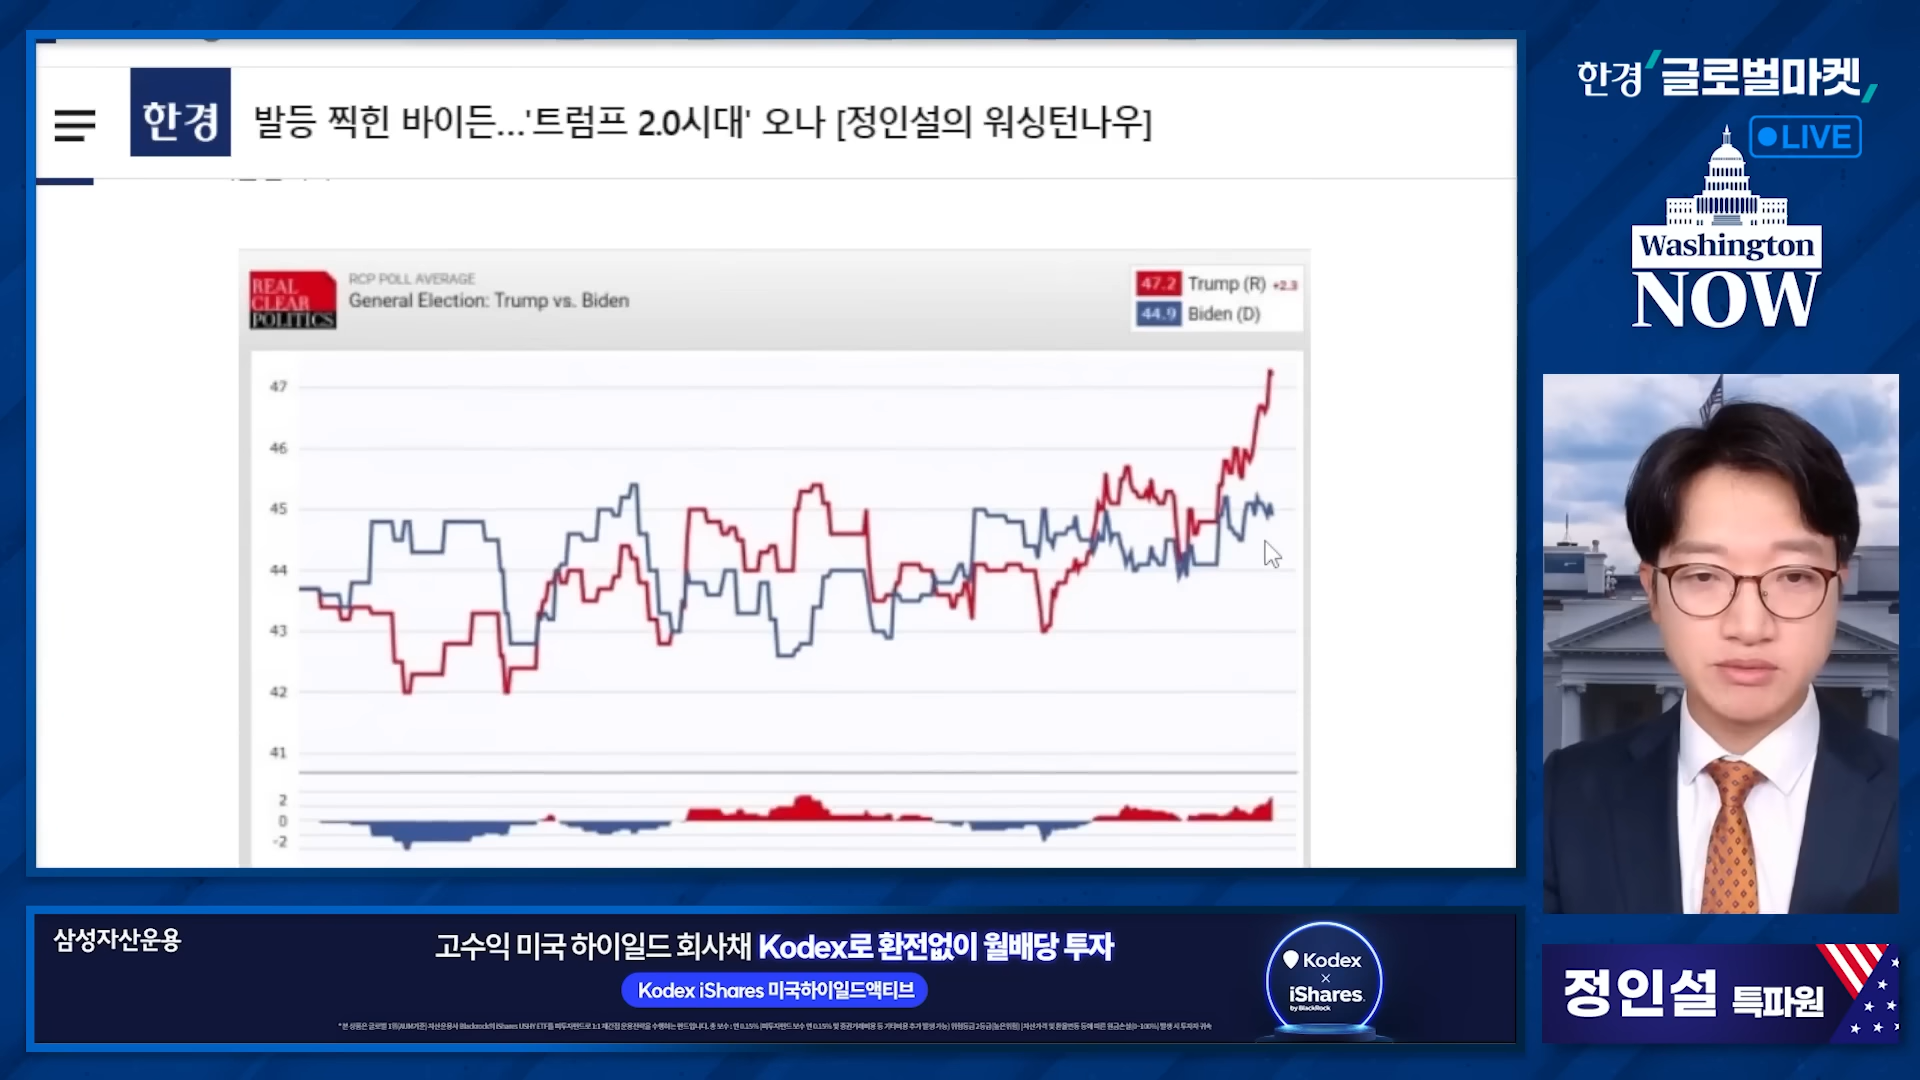 한경 발등 찍힌 바이든...'트럼프 2.0시대' 오나 [정인설의 워싱턴나우]
REAL CLEAR POLITICS
RCP POLL AVERAGE
General Election: Trump vs. Biden
47.2 Trump (R) +2.3
44.9 Biden (D)
47
46
45
44
43
42
41
2
0
-2
한경 글로벌마켓
LIVE
Washington
NOW
정인설 특파원
삼성자산운용
고수익 미국 하이일드 회사채 Kodex로 환전없이 월배당 투자
Kodex iShares 미국하이일드액티브
Kodex
×
iShares.
by BlackRock